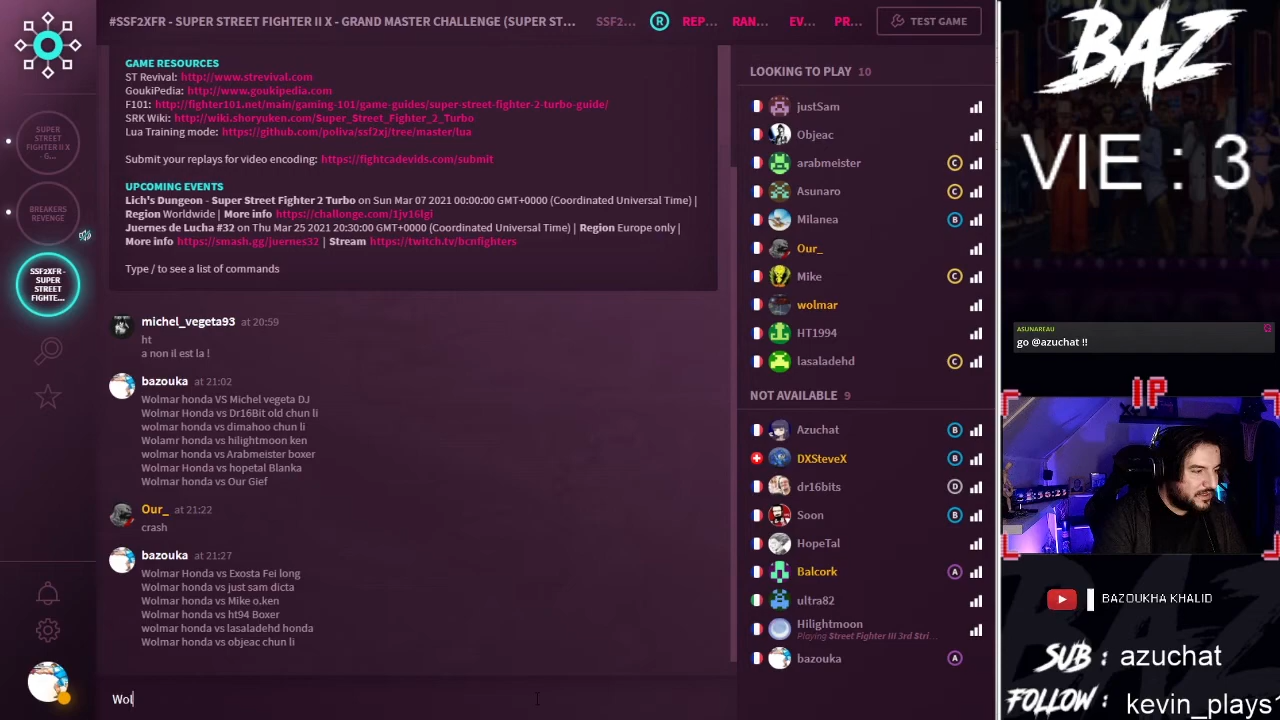 #SSF2XFR - SUPER STREET FIGHTER II X - GRAND MASTER CHALLENGE (SUPER ST...
SSF2...
R
REP...
RAN...
EV...
PR...
TEST GAME
SUPER
STREET
FIGHTER II X
- G...
BREAKERS
REVENGE
SSF2XFR -
SUPER
STREET
FIGHTE...
GAME RESOURCES
ST Revival: http://www.strevival.com
GoukiPedia: http://www.goukipedia.com
F101: http://fighter101.net/main/gaming-101/game-guides/super-street-fighter-2-turbo-guide/
SRK Wiki: http://wiki.shoryuken.com/Super_Street_Fighter_2_Turbo
Lua Training mode: https://github.com/poliva/ssf2xj/tree/master/lua
Submit your replays for video encoding: https://fightcadevids.com/submit
UPCOMING EVENTS
Lich's Dungeon - Super Street Fighter 2 Turbo on Sun Mar 07 2021 00:00:00 GMT+0000 (Coordinated Universal Time) |
Region Worldwide | More info https://challonge.com/1jv16lgi
Juernes de Lucha #32 on Thu Mar 25 2021 20:30:00 GMT+0000 (Coordinated Universal Time) | Region Europe only |
More info https://smash.gg/juernes32 | Stream https://twitch.tv/bcnfighters
Type / to see a list of commands
michel_vegeta93 at 20:59
ht
a non il est la !
bazouka at 21:02
Wolmar honda VS Michel vegeta DJ
Wolmar Honda vs Dr16Bit old chun li
wolmar honda vs dimahoo chun li
Wolamr honda vs hilightmoon ken
wolmar honda vs Arabmeister boxer
Wolmar Honda vs hopetal Blanka
Wolmar honda vs Our Gief
Our_ at 21:22
crash
bazouka at 21:27
Wolmar Honda vs Exosta Fei long
Wolmar honda vs just sam dicta
Wolmar honda vs Mike o.ken
Wolmar honda vs ht94 Boxer
wolmar honda vs lasaladehd honda
Wolmar honda vs objeac chun li
Wol
LOOKING TO PLAY 10
justSam
Objeac
arabmeister C
Asunaro C
Milanea B
Our_
Mike C
wolmar
HT1994
lasaladehd C
NOT AVAILABLE 9
Azuchat B
DXSteveX B
dr16bits D
Soon B
HopeTal
Balcork A
ultra82
Hilightmoon
Playing Street Fighter III 3rd Stri...
bazouka A
BAZ
VIE : 3
ASUNAREAU
go @azuchat !!
1P
BAZOUKHA KHALID
SUB : azuchat
FOLLOW : kevin_plays1